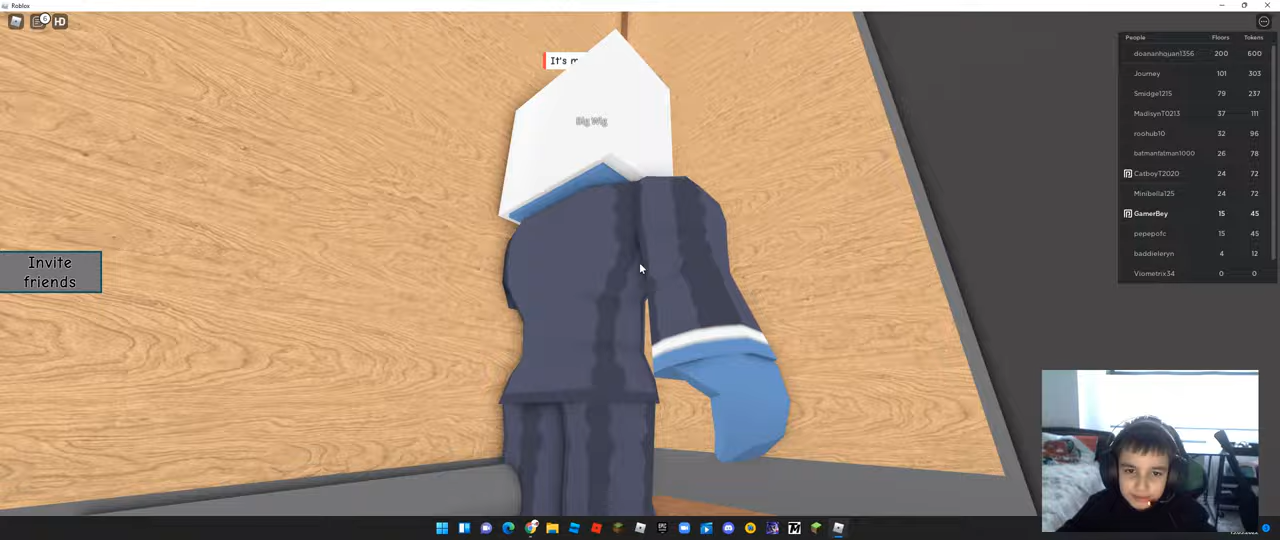 Roblox
6
HD
It's m
Big Wig
Invite
friends
People Floors Tokens
doananhquan1356 200 600
Journey 101 303
Smidge1215 79 237
MadisynT0213 37 111
roohub10 32 96
batmanfatman1000 26 78
CatboyT2020 24 72
Minibella125 24 72
GamerBey 15 45
pepepofc 15 45
baddieleryn 4 12
Viometrix34 0 0